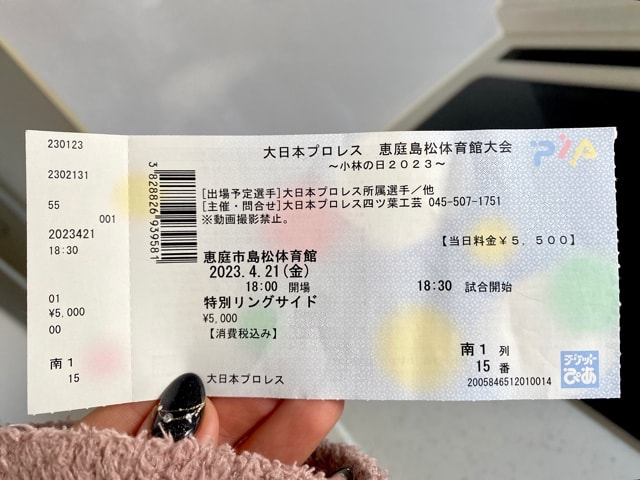 230123
2302131
55
001
2023421
18:30
01
¥5,000
00
南1
15
3828826939581
大日本プロレス 恵庭島松体育館大会
～小林の日2023～
PIA
[出場予定選手]大日本プロレス所属選手／他
[主催・問合せ]大日本プロレス四ツ葉工芸 045-507-1751
※動画撮影禁止。
【当日料金¥5,500】
恵庭市島松体育館
2023.4.21(金)
18:00 開場 18:30 試合開始
特別リングサイド
¥5,000
【消費税込み】
南1列
15番
大日本プロレス
2005846512010014
チケット
ぴあ